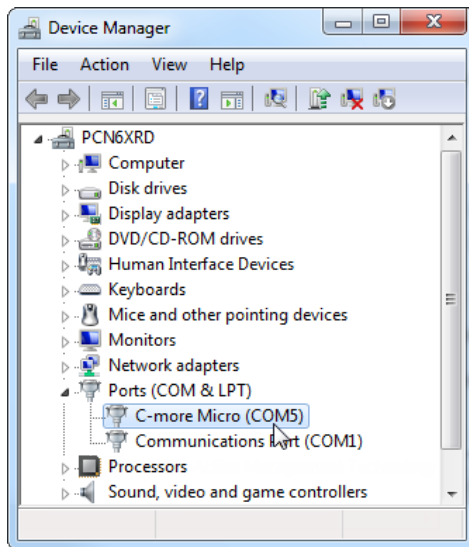 Device Manager
File Action View Help
PCN6XRD
Computer
Disk drives
Display adapters
DVD/CD-ROM drives
Human Interface Devices
Keyboards
Mice and other pointing devices
Monitors
Network adapters
Ports (COM & LPT)
C-more Micro (COM5)
Communications Port (COM1)
Processors
Sound, video and game controllers